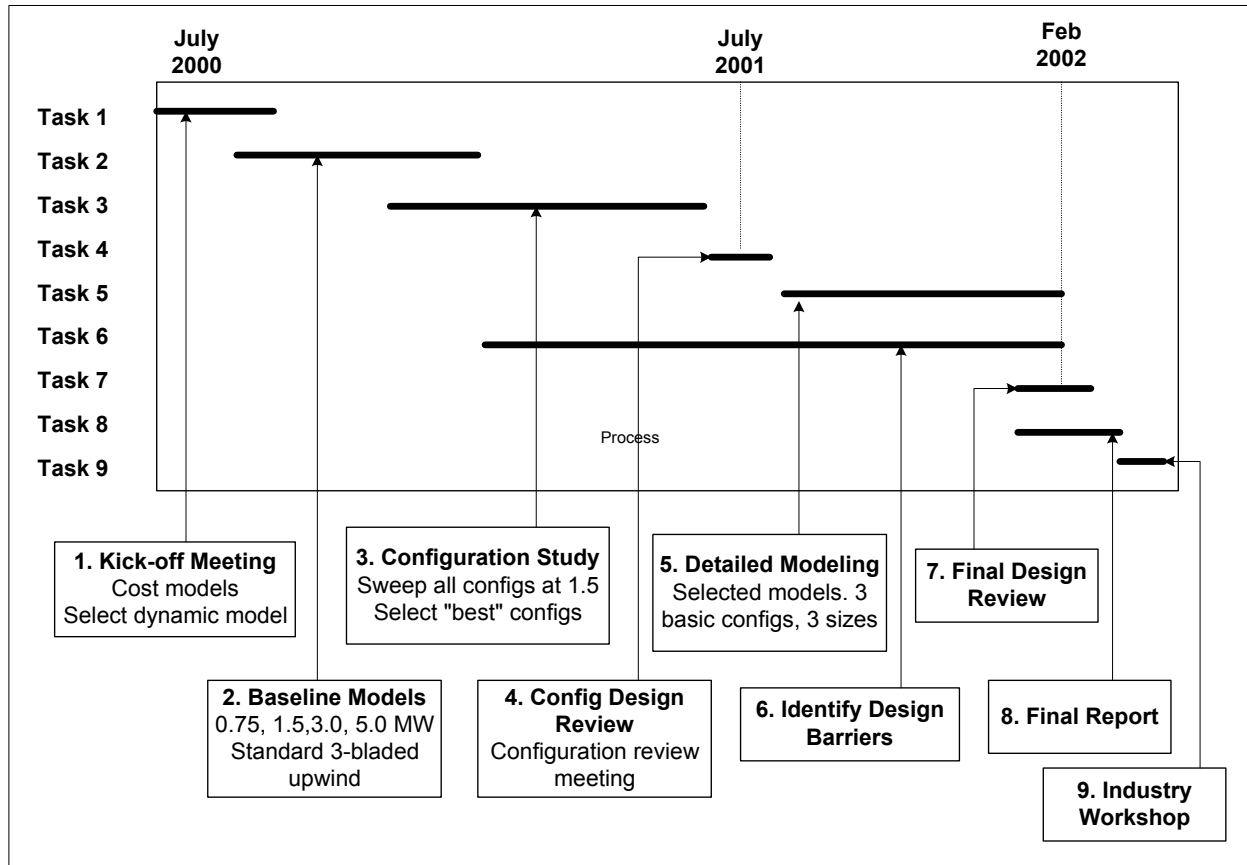 July
2000
July
2001
Feb
2002
Task 1
Task 2
Task 3
Task 4
Task 5
Task 6
Task 7
Task 8
Task 9
Process
1. Kick-off Meeting
Cost models
Select dynamic model
3. Configuration Study
Sweep all configs at 1.5
Select "best" configs
5. Detailed Modeling
Selected models. 3
basic configs, 3 sizes
7. Final Design
Review
2. Baseline Models
0.75, 1.5,3.0, 5.0 MW
Standard 3-bladed
upwind
4. Config Design
Review
Configuration review
meeting
6. Identify Design
Barriers
8. Final Report
9. Industry
Workshop